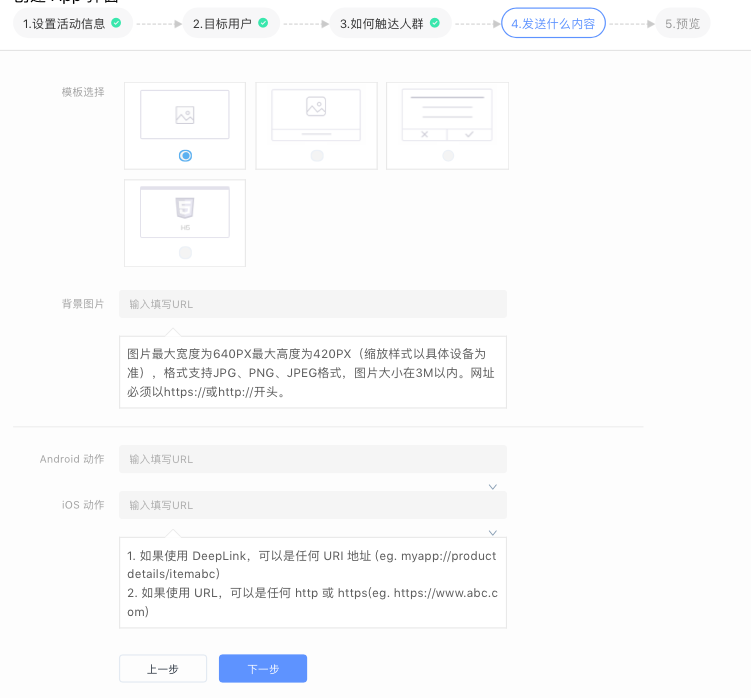 创建 App 界面
1.设置活动信息
2.目标用户
3.如何触达人群
4.发送什么内容
5.预览
模板选择
H5
背景图片
输入填写URL
图片最大宽度为640PX最大高度为420PX（缩放样式以具体设备为
准），格式支持JPG、PNG、JPEG格式，图片大小在3M以内。网址
必须以https://或http://开头。
Android 动作
输入填写URL
iOS 动作
输入填写URL
1. 如果使用 DeepLink，可以是任何 URI 地址 (eg. myapp://product
details/itemabc)
2. 如果使用 URL，可以是任何 http 或 https(eg. https://www.abc.c
om)
上一步
下一步